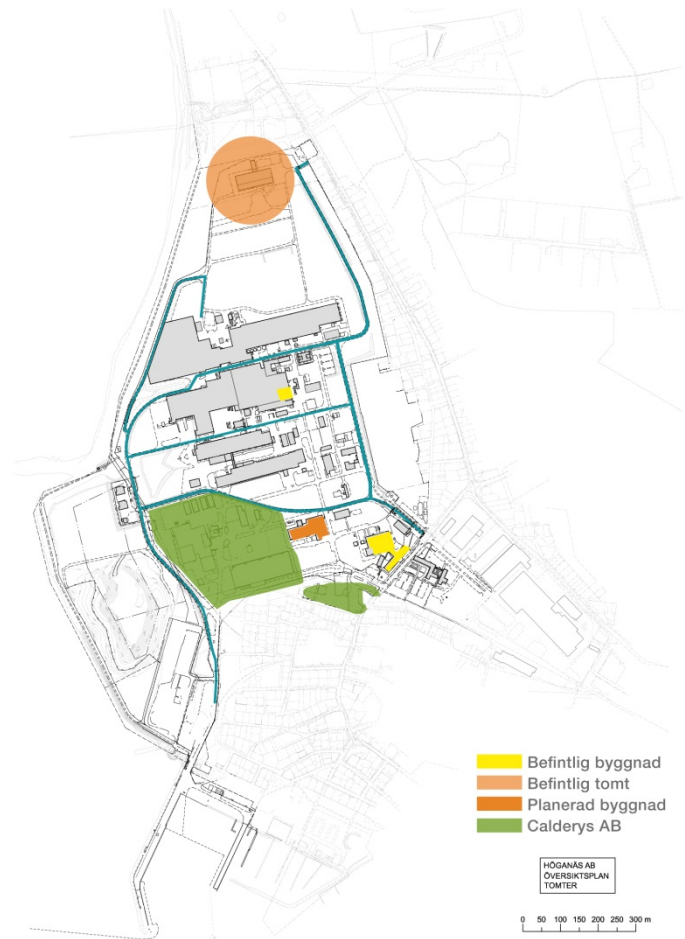 Befintlig byggnad
Befintlig tomt
Planerad byggnad
Calderys AB
HÖGANÄS AB
ÖVERSIKTSPLAN
TOMTER
0 50 100 150 200 250 300 m